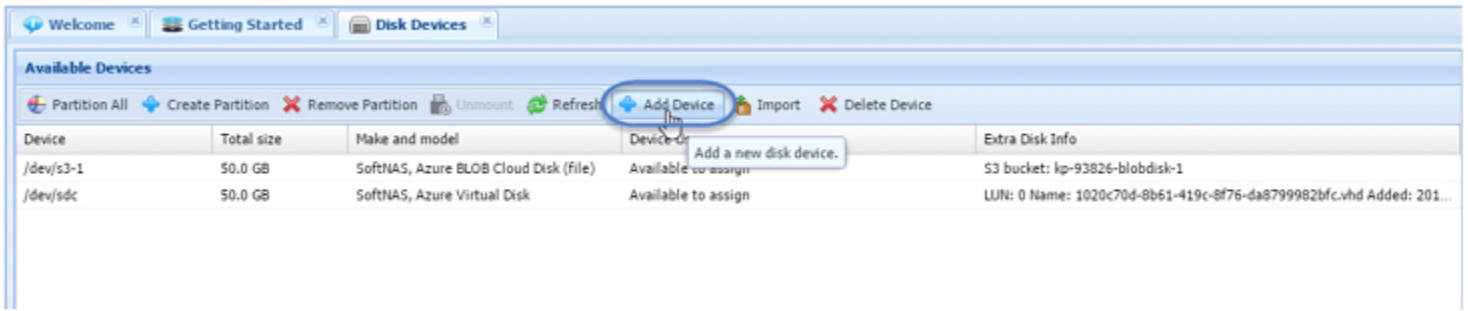 Welcome Getting Started Disk Devices
Available Devices
Partition All Create Partition Remove Partition Unmount Refresh Add Device Import Delete Device
Device Total size Make and model Device Extra Disk Info
Add a new disk device.
/dev/s3-1 50.0 GB SoftNAS, Azure BLOB Cloud Disk (file) Available to assign S3 bucket: kp-93826-blobdisk-1
/dev/sdc 50.0 GB SoftNAS, Azure Virtual Disk Available to assign LUN: 0 Name: 1020c70d-8b61-419c-8f76-da8799982bfc.vhd Added: 201...